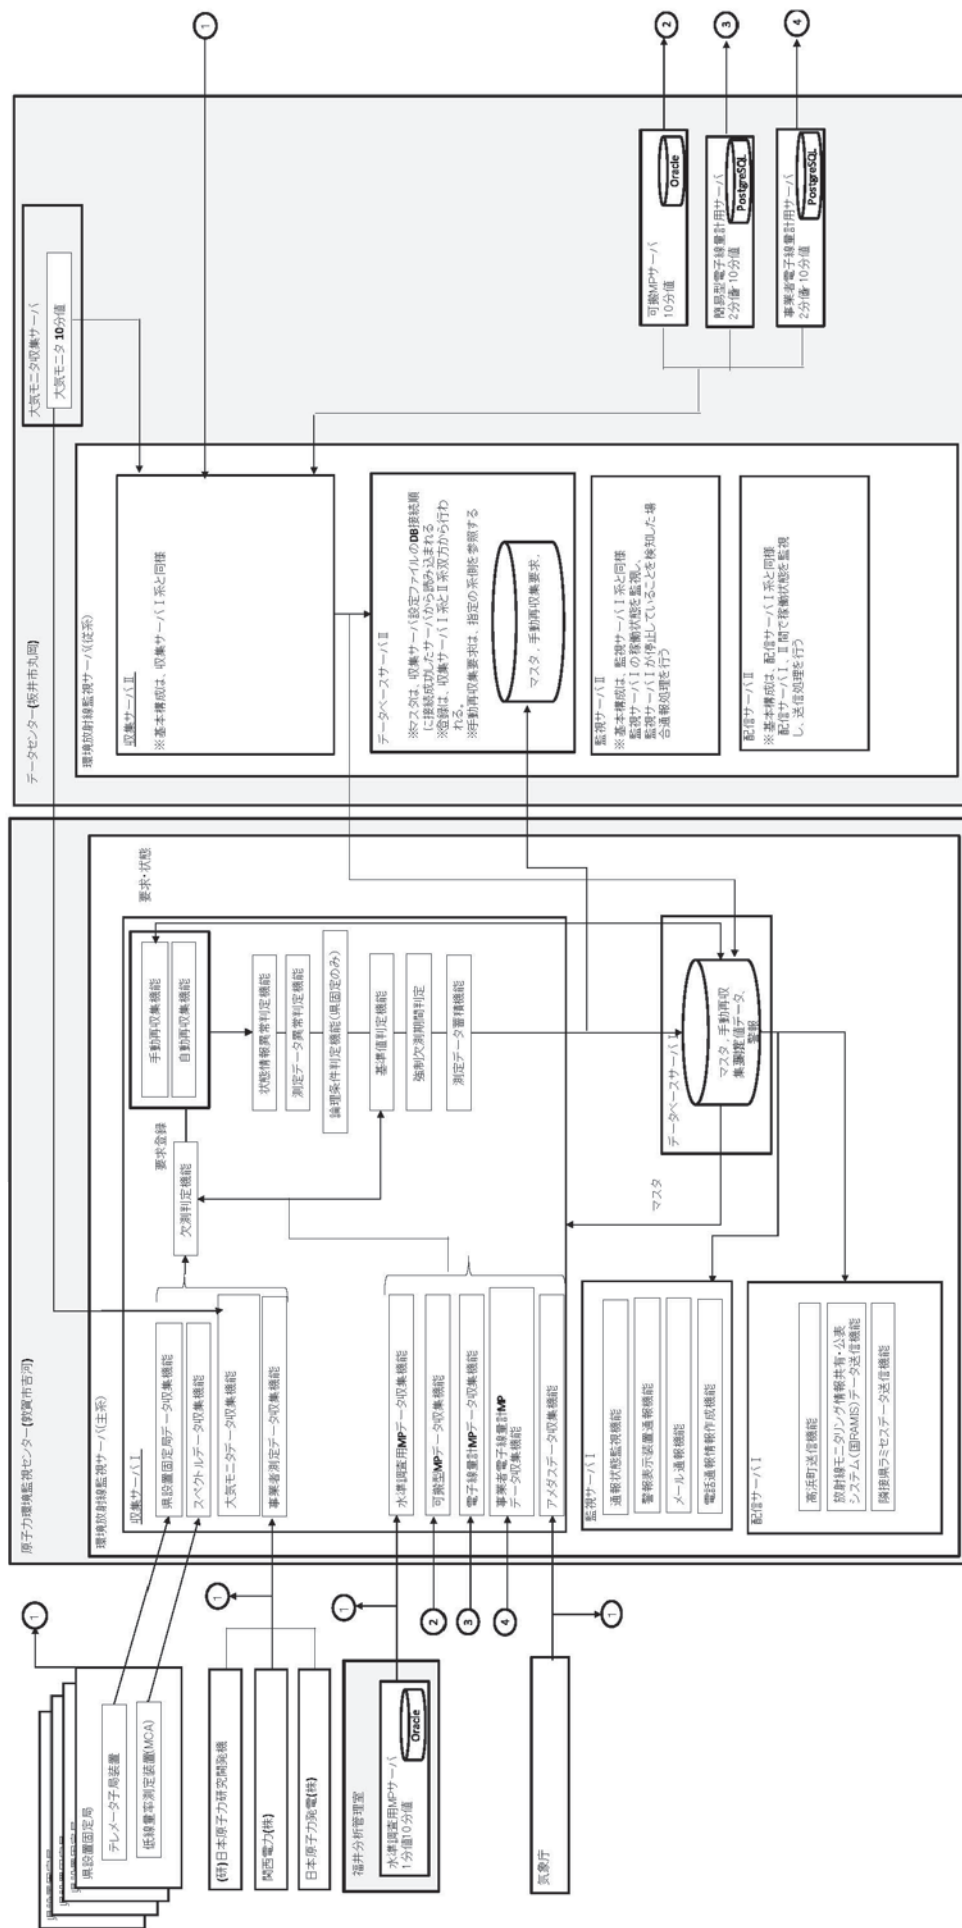 県設置固定局
テレメータ子局装置
低線量率測定装置(MCA)
1
(研)日本原子力研究開発機
関西電力(株)
日本原子力発電(株)
1
福井分析管理室
水準調査用MPサーバ
1分値10分値
Oracle
1
2
3
4
気象庁
1
原子力環境監視センター(敦賀市吉河)
環境放射線監視サーバ(主系)
収集サーバⅠ
県設置固定局データ収集機能
スペクトルデータ収集機能
大気モニタデータ収集機能
事業者測定データ収集機能
水準調査用MPデータ収集機能
可搬型MPデータ収集機能
電子線量計MPデータ収集機能
事業者電子線量計MP
データ収集機能
アメダスデータ収集機能
欠測判定機能
要求登録
手動再収集機能
自動再収集機能
要求・状態
状態情報異常判定機能
測定データ異常判定機能
論理条件判定機能(県固定のみ)
基準値判定機能
強制欠測期間判定
測定データ蓄積機能
マスタ
データベースサーバⅠ
マスタ、手動再収
警報
監視サーバⅠ
通報状態監視機能
警報表示装置通報機能
メール通報機能
電話通報情報作成機能
配信サーバⅠ
高浜町送信機能
放射線モニタリング情報共有・公表
システム(国RAMIS)データ送信機能
隣接県ラミセスデータ送信機能
データセンター(坂井市丸岡)
大気モニタ収集サーバ
大気モニタ 10分値
環境放射線監視サーバ(従系)
収集サーバⅡ
※基本構成は、収集サーバⅠ系と同様
データベースサーバⅡ
※マスタは、収集サーバ設定ファイルのDB接続順
に接続成功したサーバから読み込まれる
※登録は、収集サーバⅠ系とⅡ系双方から行わ
れる。
※手動再収集要求は、指定の系側を参照する
マスタ、手動再収集要求、
監視サーバⅡ
※基本構成は、監視サーバⅠ系と同様
監視サーバⅠの稼働状態を監視し、
監視サーバⅠが停止していることを検知した場
合通報処理を行う
配信サーバⅡ
※基本構成は、配信サーバⅠ系と同様
配信サーバⅠ、Ⅱ間で稼働状態を監視
し、送信処理を行う
可搬MPサーバ
10分値
Oracle
簡易型電子線量計用サーバ
2分値・10分値
PostgreSQL
事業者電子線量計用サーバ
2分値・10分値
PostgreSQL
1
2
3
4